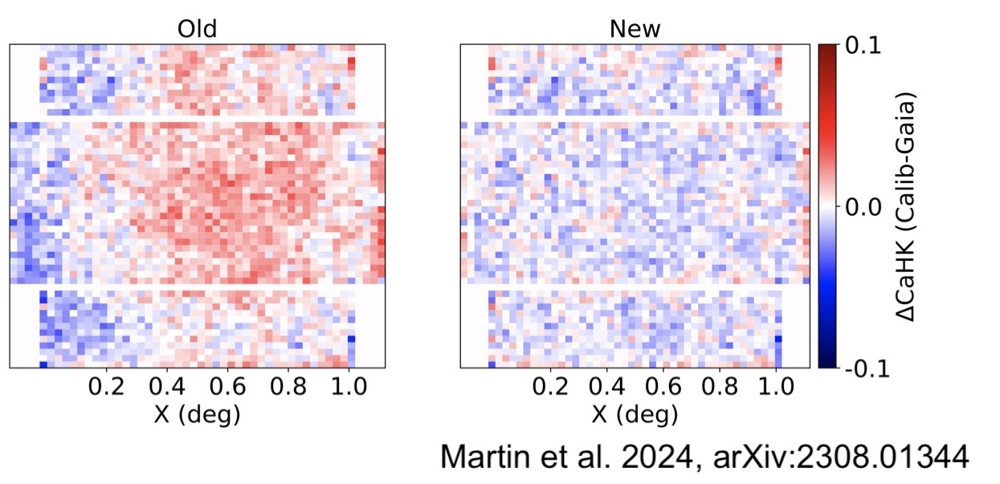 Old
New
0.1
0.0
-0.1
ΔCaHK (Calib-Gaia)
0.2 0.4 0.6 0.8 1.0
X (deg)
0.2 0.4 0.6 0.8 1.0
X (deg)
Martin et al. 2024, arXiv:2308.01344